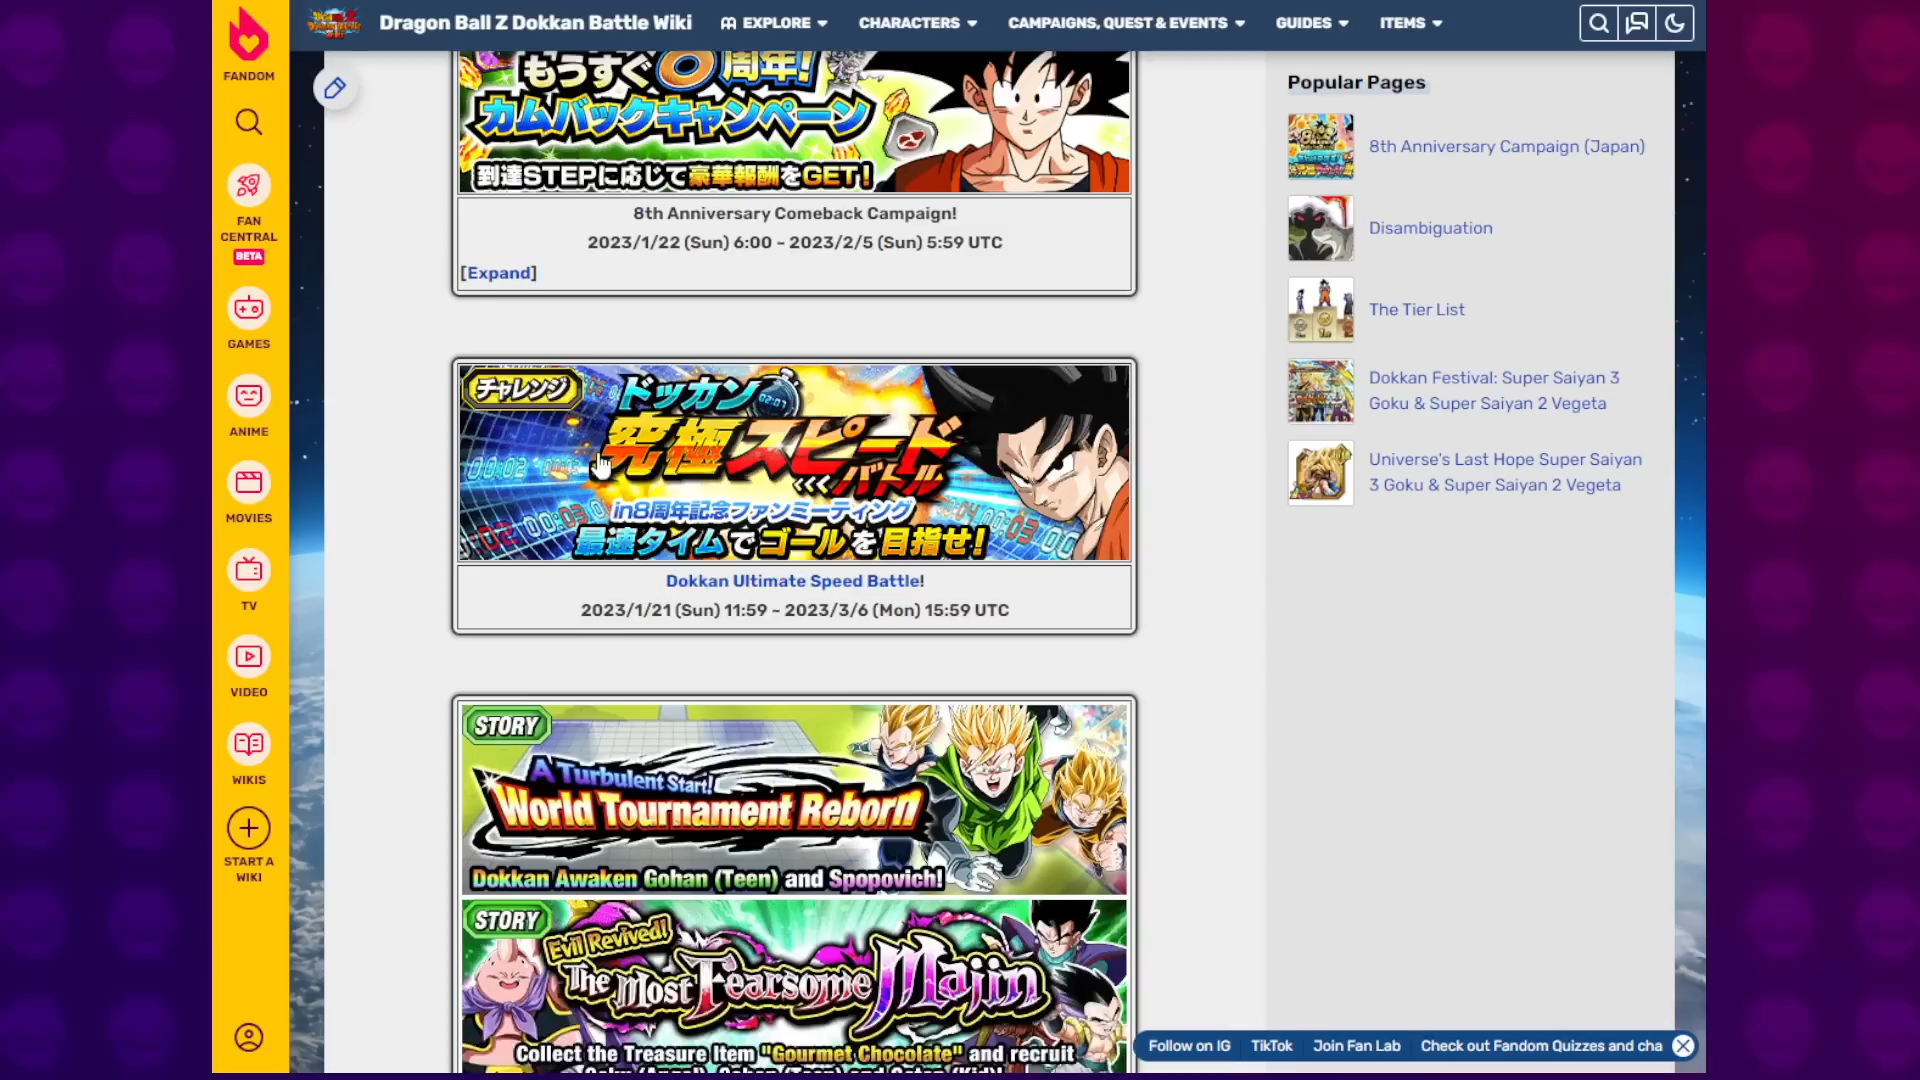 FANDOM
FAN
CENTRAL
BETA
GAMES
ANIME
MOVIES
TV
VIDEO
WIKIS
START A
WIKI
Dragon Ball Z Dokkan Battle Wiki
EXPLORE
CHARACTERS
CAMPAIGNS, QUEST & EVENTS
GUIDES
ITEMS
もうすぐ8周年!
カムバックキャンペーン
到達STEPに応じて豪華報酬をGET!
8th Anniversary Comeback Campaign!
2023/1/22 (Sun) 6:00 ~ 2023/2/5 (Sun) 5:59 UTC
[Expand]
チャレンジ
ドッカン
02:07
究極スピード
バトル
in8周年記念ファンミーティング
最速タイムでゴールを目指せ!
Dokkan Ultimate Speed Battle!
2023/1/21 (Sun) 11:59 ~ 2023/3/6 (Mon) 15:59 UTC
STORY
A Turbulent Start!
World Tournament Reborn
Dokkan Awaken Gohan (Teen) and Spopovich!
STORY
Evil Revived!
The Most Fearsome Majin
Collect the Treasure Item "Gourmet Chocolate" and recruit
Popular Pages
8th Anniversary Campaign (Japan)
Disambiguation
The Tier List
Dokkan Festival: Super Saiyan 3
Goku & Super Saiyan 2 Vegeta
Universe's Last Hope Super Saiyan
3 Goku & Super Saiyan 2 Vegeta
Follow on IG
TikTok
Join Fan Lab
Check out Fandom Quizzes and cha